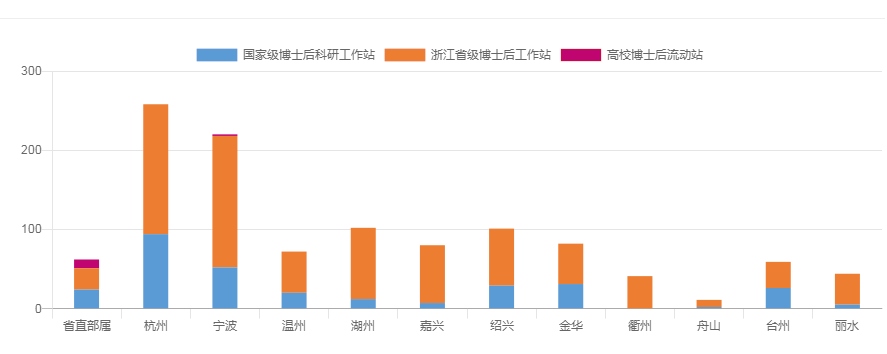 国家级博士后科研工作站 浙江省级博士后工作站 高校博士后流动站
300
200
100
0
省直部属 杭州 宁波 温州 湖州 嘉兴 绍兴 金华 衢州 舟山 台州 丽水